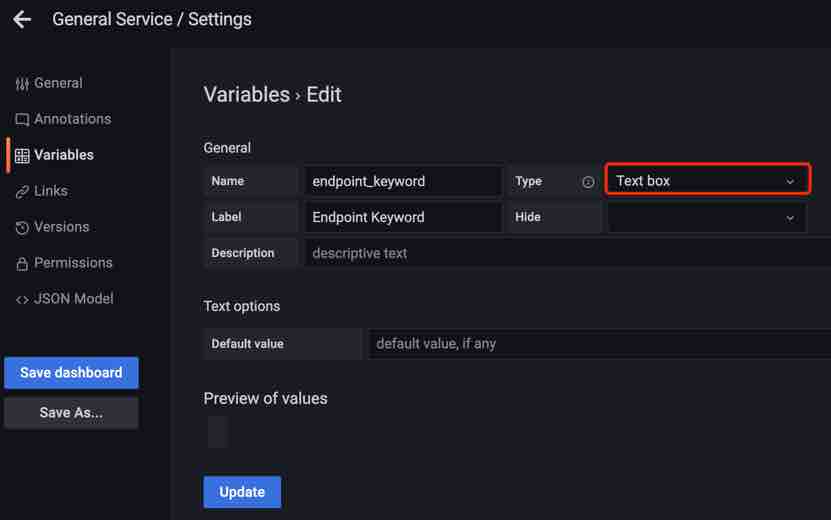 General Service / Settings
General
Annotations
Variables
Links
Versions
Permissions
JSON Model
Save dashboard
Save As...
Variables › Edit
General
Name endpoint_keyword Type Text box
Label Endpoint Keyword Hide
Description descriptive text
Text options
Default value default value, if any
Preview of values
Update